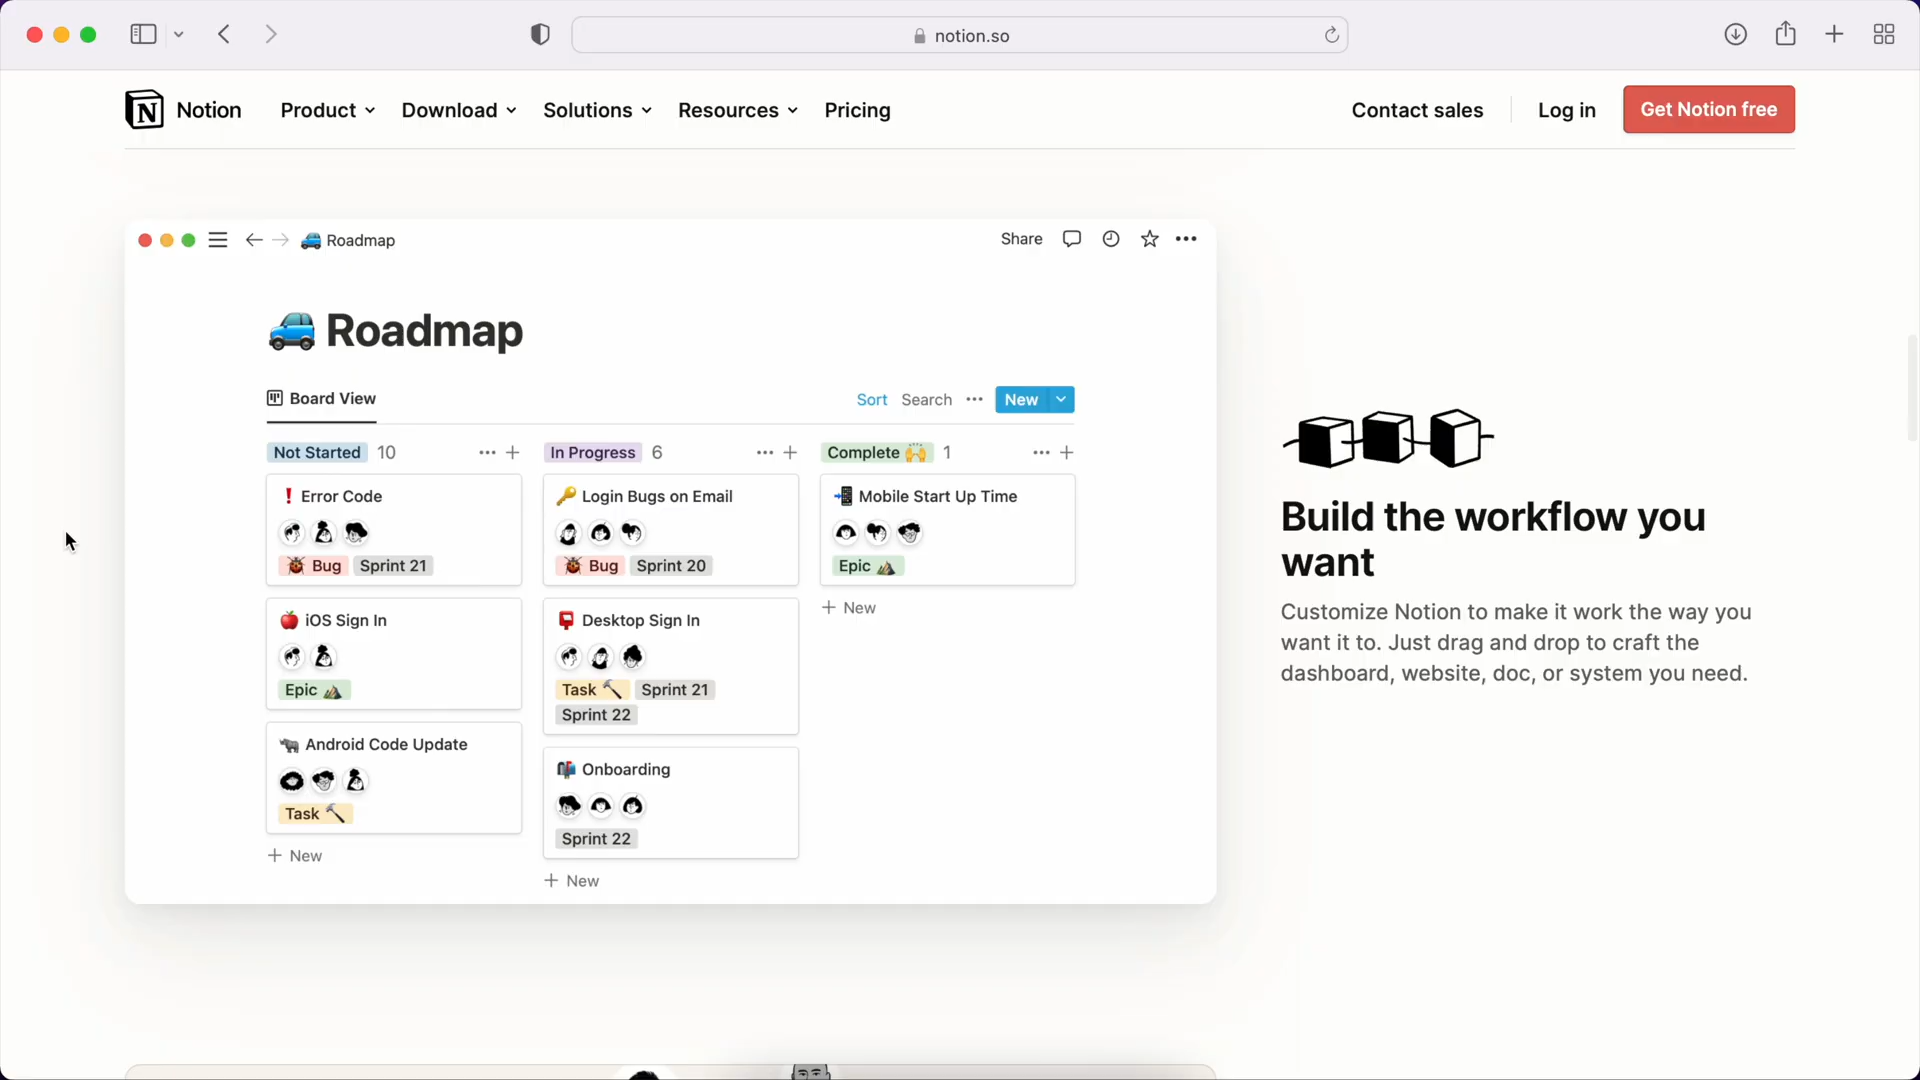 notion.so
Notion Product Download Solutions Resources Pricing Contact sales Log in Get Notion free
Roadmap Share
Roadmap
Board View Sort Search New
Not Started 10
Error Code
Bug Sprint 21
iOS Sign In
Epic
Android Code Update
Task
+ New
In Progress 6
Login Bugs on Email
Bug Sprint 20
Desktop Sign In
Task Sprint 21
Sprint 22
Onboarding
Sprint 22
+ New
Complete 1
Mobile Start Up Time
Epic
+ New
Build the workflow you
want
Customize Notion to make it work the way you
want it to. Just drag and drop to craft the
dashboard, website, doc, or system you need.